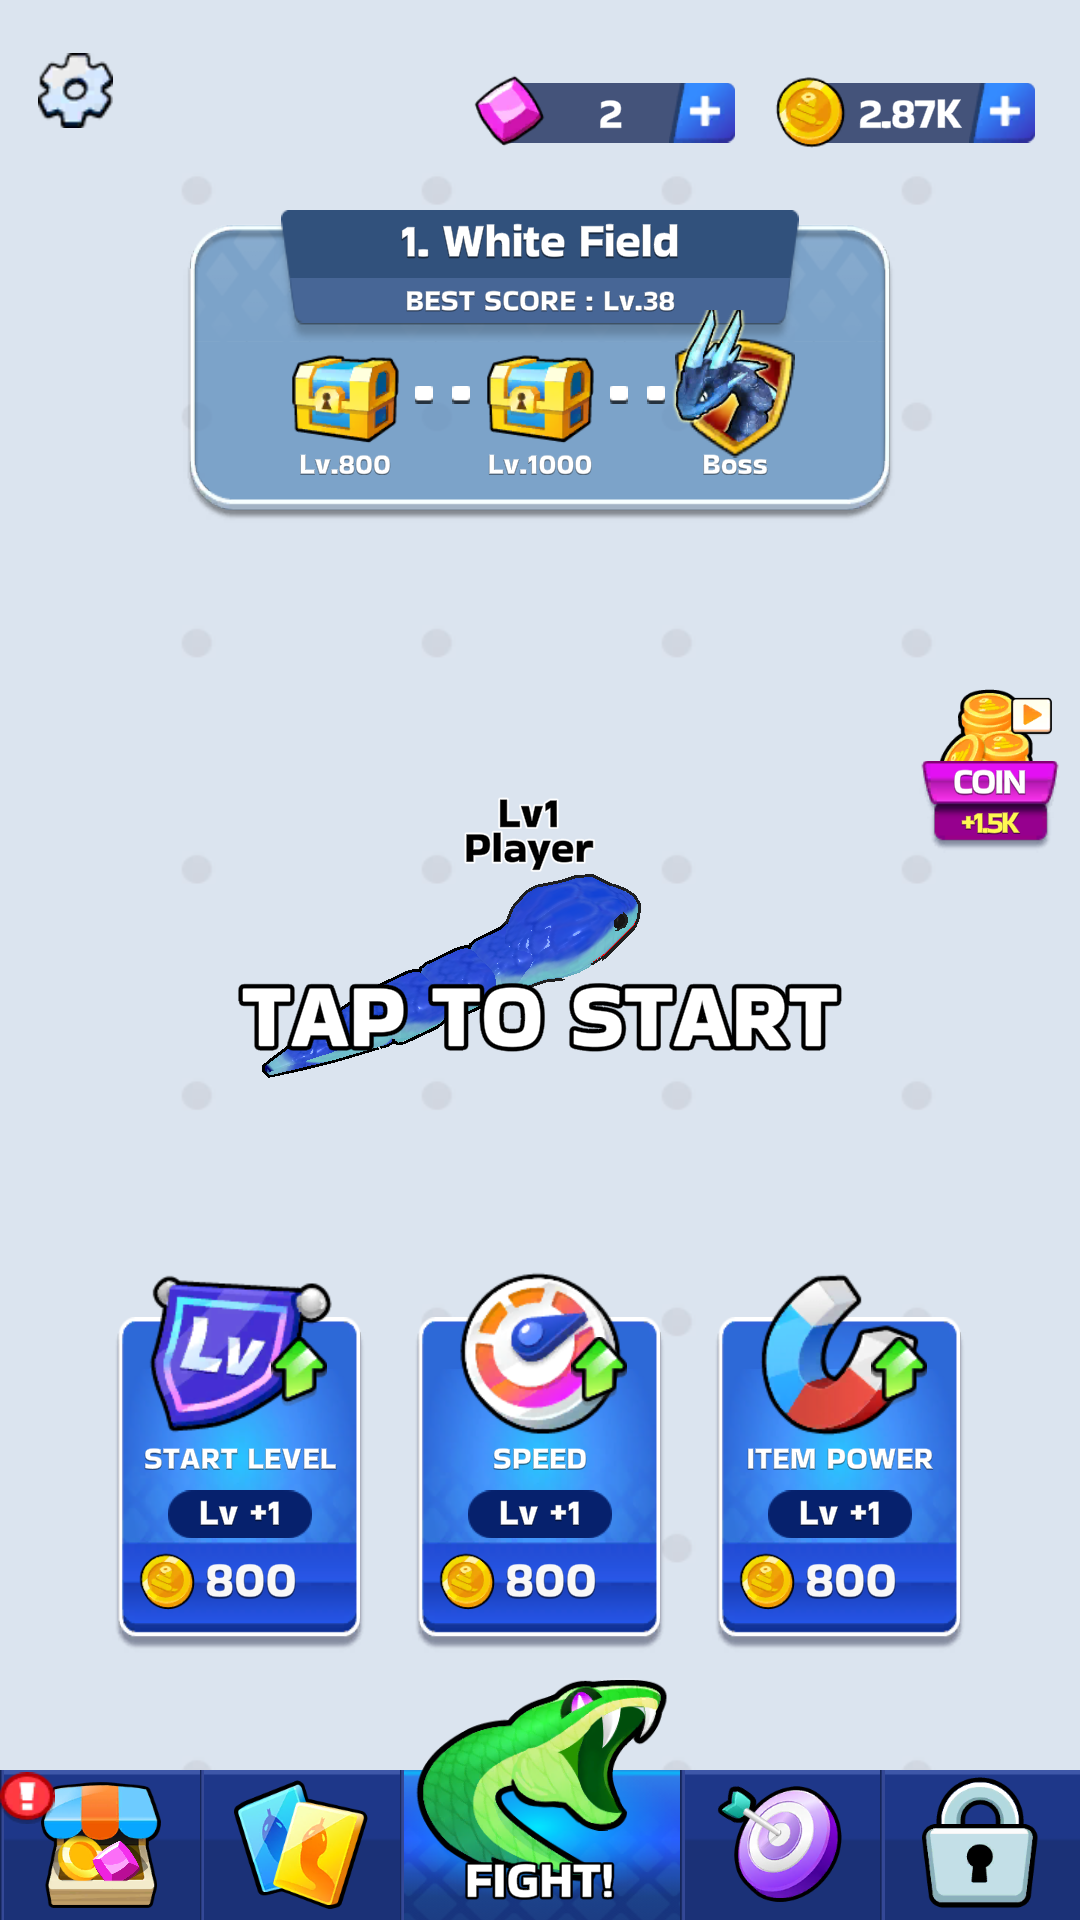 2
2.87K
1. White Field
BEST SCORE : Lv.38
Lv.800
Lv.1000
Boss
COIN
+1.5K
Lv1
Player
TAP TO START
Lv
START LEVEL
Lv +1
800
SPEED
Lv +1
800
ITEM POWER
Lv +1
800
FIGHT!